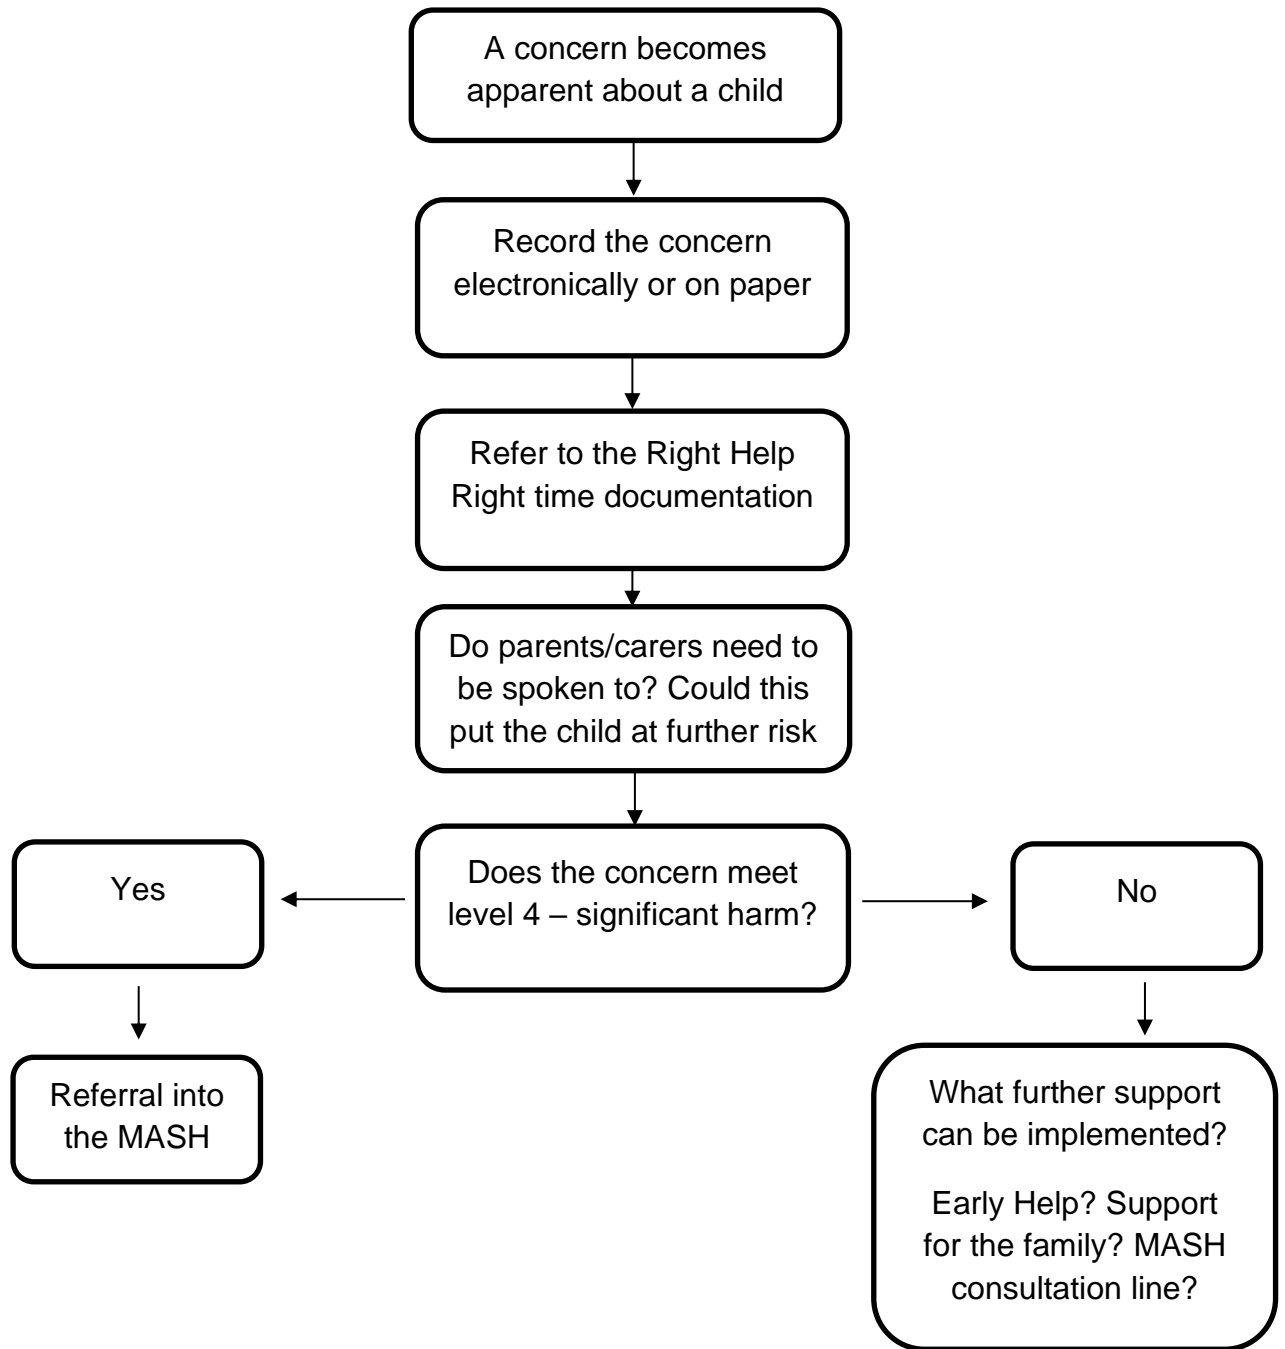 A concern becomes
apparent about a child
Record the concern
electronically or on paper
Refer to the Right Help
Right time documentation
Do parents/carers need to
be spoken to? Could this
put the child at further risk
Does the concern meet
level 4 – significant harm?
Yes
No
Referral into
the MASH
What further support
can be implemented?
Early Help? Support
for the family? MASH
consultation line?